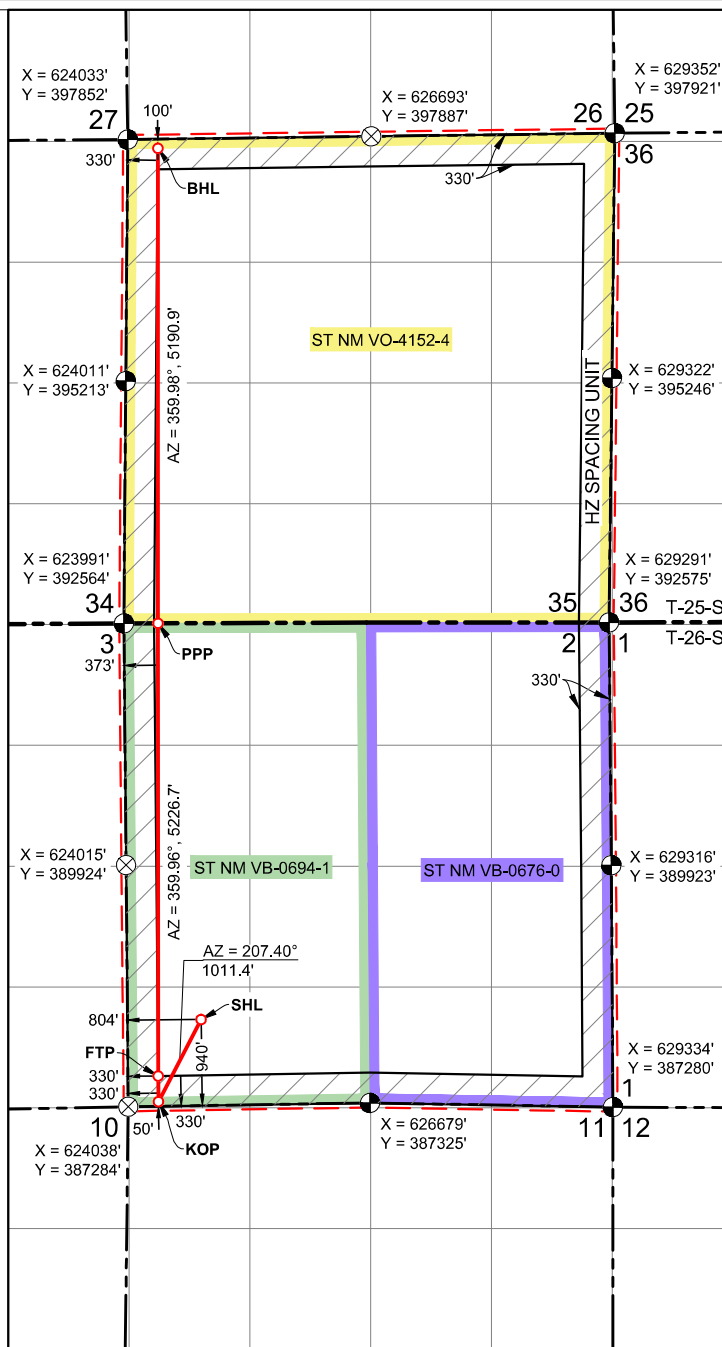 X = 624033'
Y = 397852'
X = 629352'
Y = 397921'
X = 626693'
Y = 397887'
100'
27
26
25
36
330'
BHL
330'
ST NM VO-4152-4
AZ = 359.98°, 5190.9'
HZ SPACING UNIT
X = 624011'
Y = 395213'
X = 629322'
Y = 395246'
X = 623991'
Y = 392564'
X = 629291'
Y = 392575'
34
35
36
T-25-S
3
2
1
T-26-S
PPP
373'
330'
X = 624015'
Y = 389924'
ST NM VB-0694-1
ST NM VB-0676-0
X = 629316'
Y = 389923'
AZ = 359.96°, 5226.7'
AZ = 207.40°
1011.4'
SHL
804'
940'
FTP
330'
330'
X = 629334'
Y = 387280'
1
10
50'
330'
11
12
KOP
X = 624038'
Y = 387284'
X = 626679'
Y = 387325'